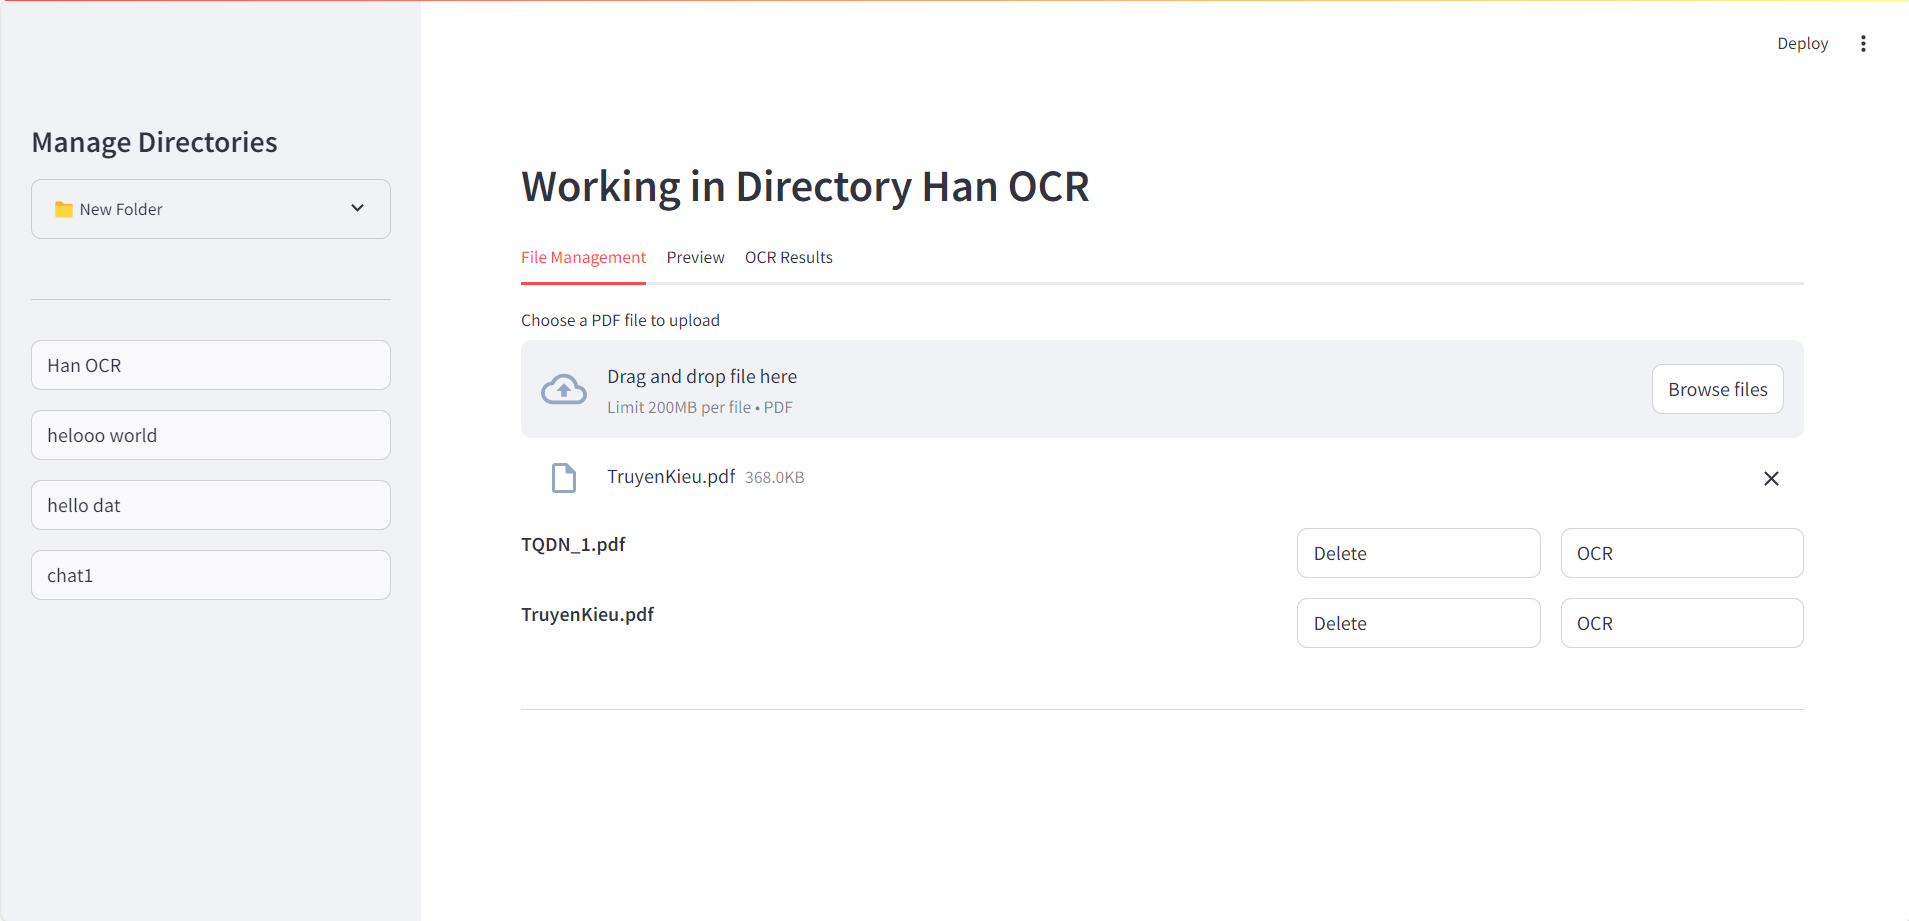 Deploy
Manage Directories
New Folder
Han OCR
helooo world
hello dat
chat1
Working in Directory Han OCR
File Management Preview OCR Results
Choose a PDF file to upload
Drag and drop file here
Limit 200MB per file • PDF
Browse files
TruyenKieu.pdf 368.0KB
TQDN_1.pdf Delete OCR
TruyenKieu.pdf Delete OCR